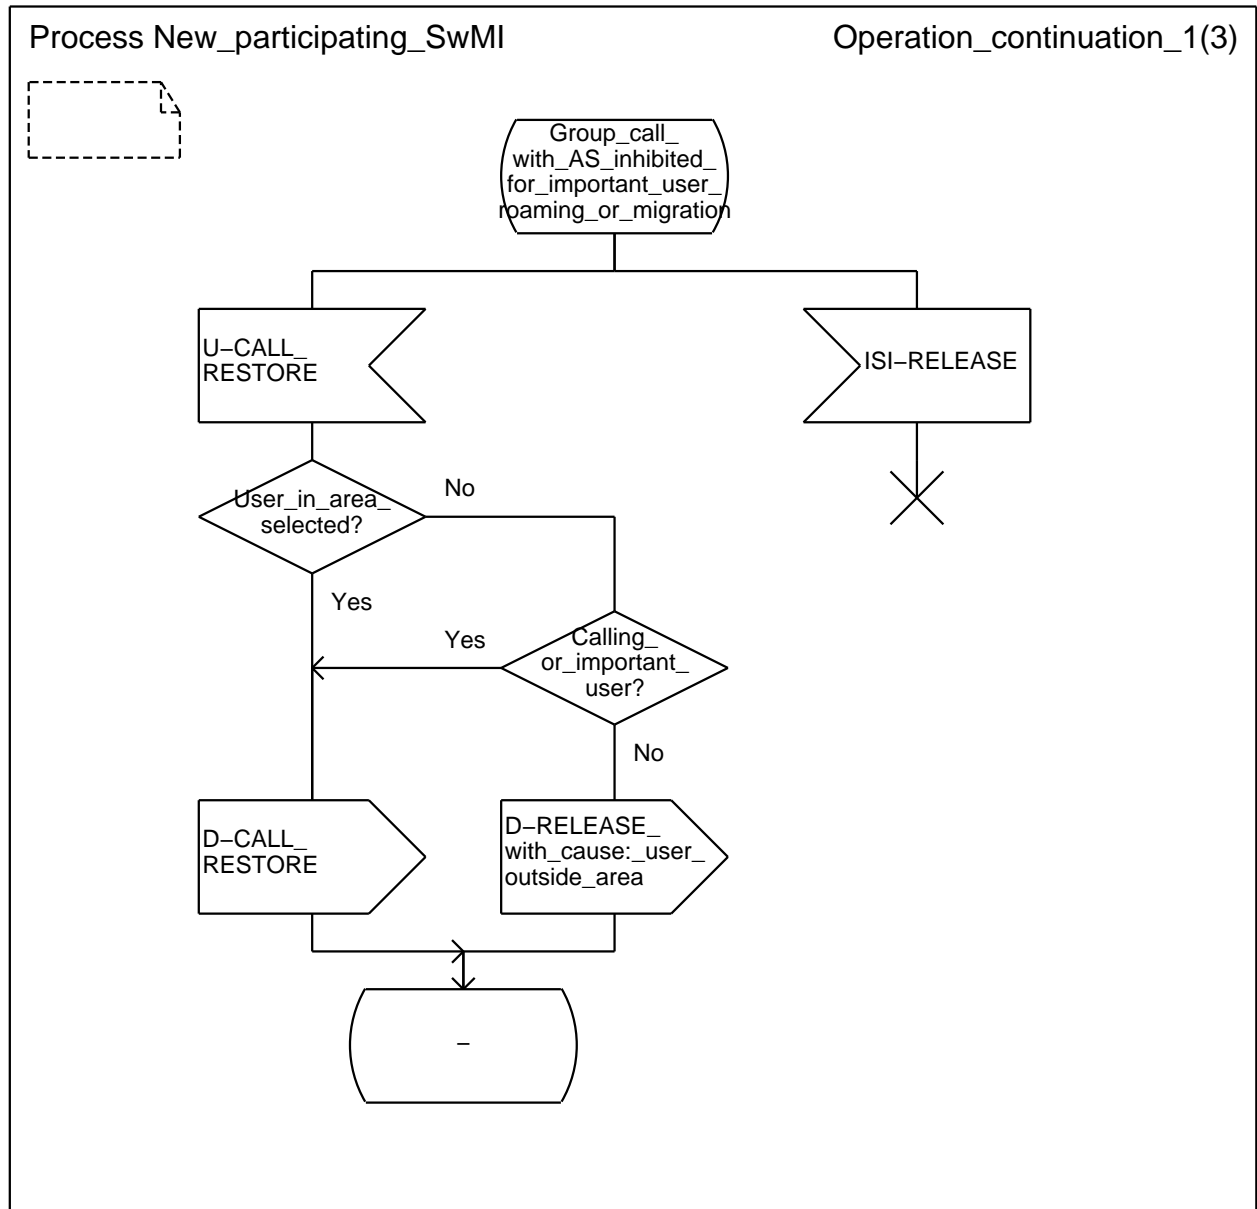 Process New_participating_SwMI
Operation_continuation_1(3)
Group_call_
with_AS_inhibited_
for_important_user_
roaming_or_migration
U−CALL_
RESTORE
ISI−RELEASE
User_in_area_
selected?
No
Yes
Yes
Calling_
or_important_
user?
No
D−CALL_
RESTORE
D−RELEASE_
with_cause:_user_
outside_area
−